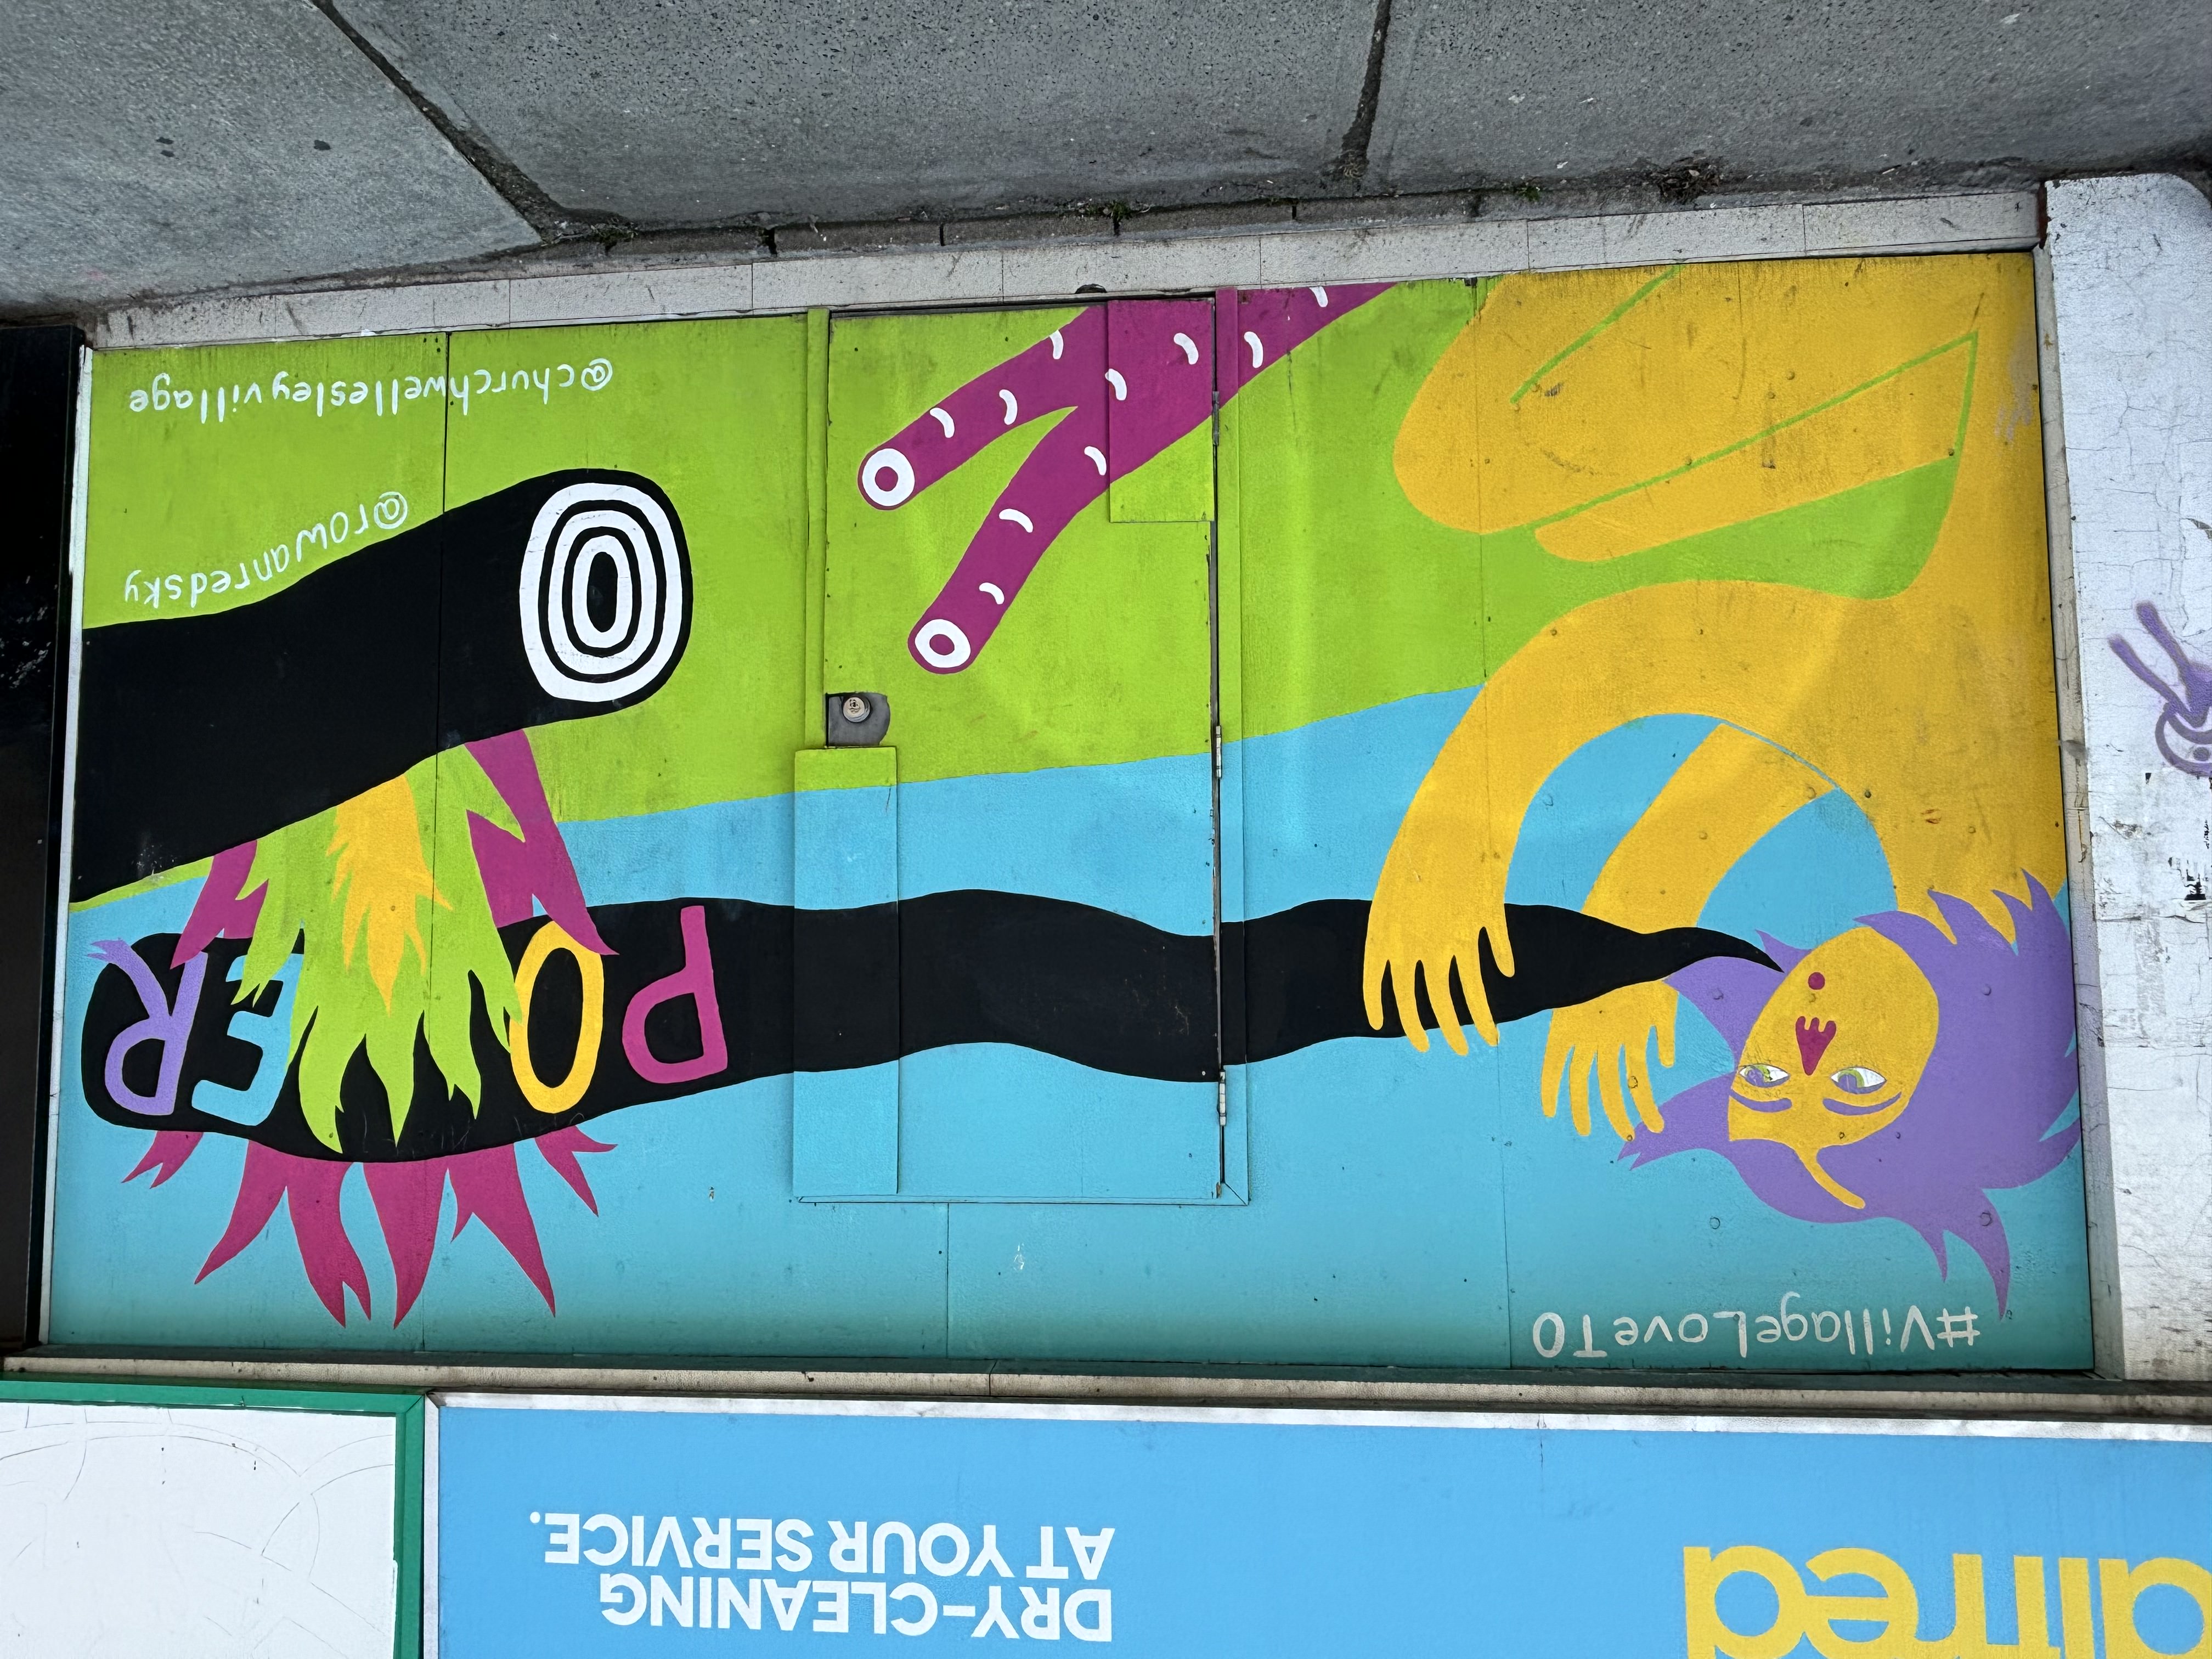 alfred
DRY-CLEANING
AT YOUR SERVICE.
#VillageLoveTO
POWER
@rowanredsky
@churchwellesleyvillage